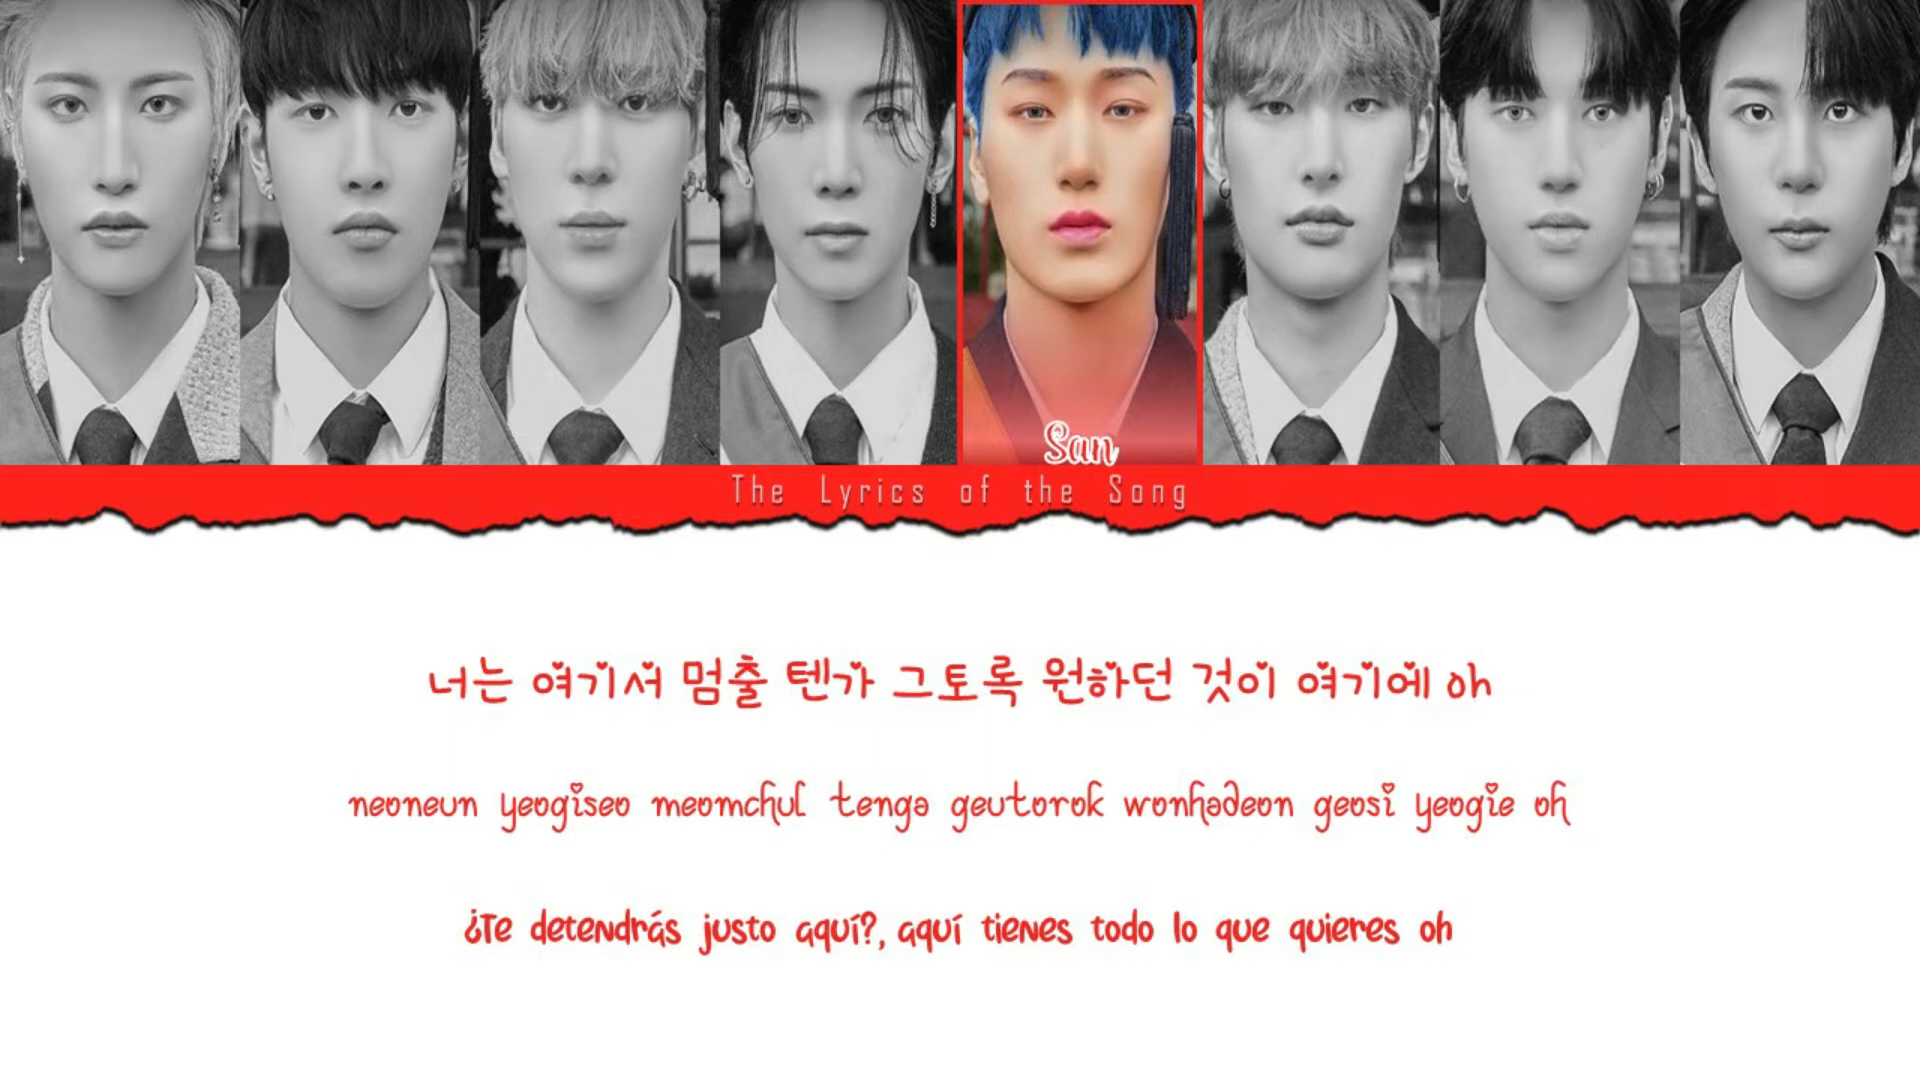 San
The Lyrics of the Song
너는 여기서 멈출 텐가 그토록 원하던 것이 여기에 oh
neoneun yeogiseo meomchul tenga geutorok wonhadeon geosi yeogie oh
¿Te detendrás justo aquí?, aquí tienes todo lo que quieres oh